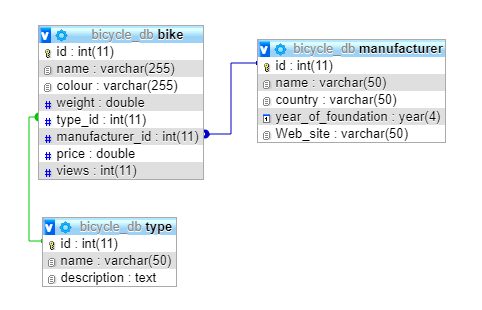 bicycle_db bike
id : int(11)
name : varchar(255)
colour : varchar(255)
weight : double
type_id : int(11)
manufacturer_id : int(11)
price : double
views : int(11)
bicycle_db manufacturer
id : int(11)
name : varchar(50)
country : varchar(50)
year_of_foundation : year(4)
Web_site : varchar(50)
bicycle_db type
id : int(11)
name : varchar(50)
description : text